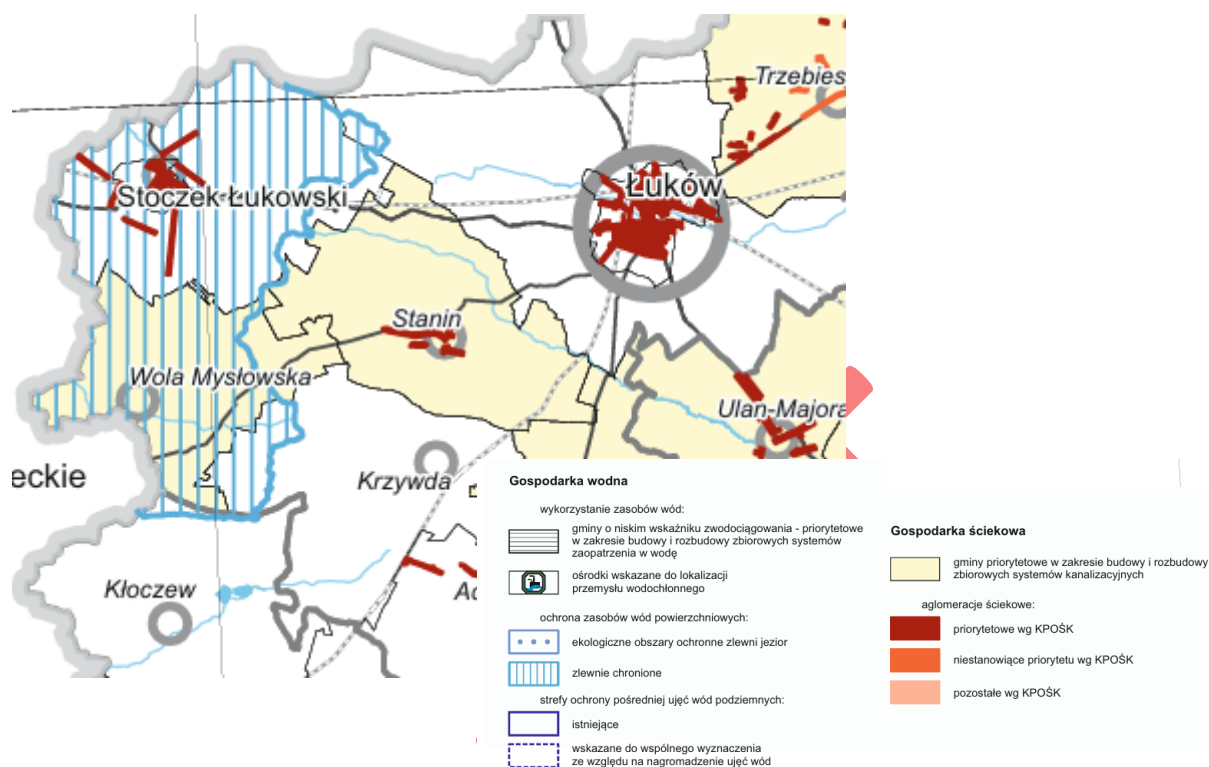 Trzebies
Łuków
Stoczek Łukowski
Stanin
Wola Mysłowska
Ulan-Majora
eckie
Krzywda
Kłoczew
Ad
Gospodarka wodna
wykorzystanie zasobów wód:
gminy o niskim wskaźniku zwodociągowania - priorytetowe
w zakresie budowy i rozbudowy zbiorowych systemów
zaopatrzenia w wodę
ośrodki wskazane do lokalizacji
przemysłu wodochłonnego
ochrona zasobów wód powierzchniowych:
ekologiczne obszary ochronne zlewni jezior
zlewnie chronione
strefy ochrony pośredniej ujęć wód podziemnych:
istniejące
wskazane do wspólnego wyznaczenia
ze względu na nagromadzenie ujęć wód
Gospodarka ściekowa
gminy priorytetowe w zakresie budowy i rozbudowy
zbiorowych systemów kanalizacyjnych
aglomeracje ściekowe:
priorytetowe wg KPOŚK
niestanowiące priorytetu wg KPOŚK
pozostałe wg KPOŚK